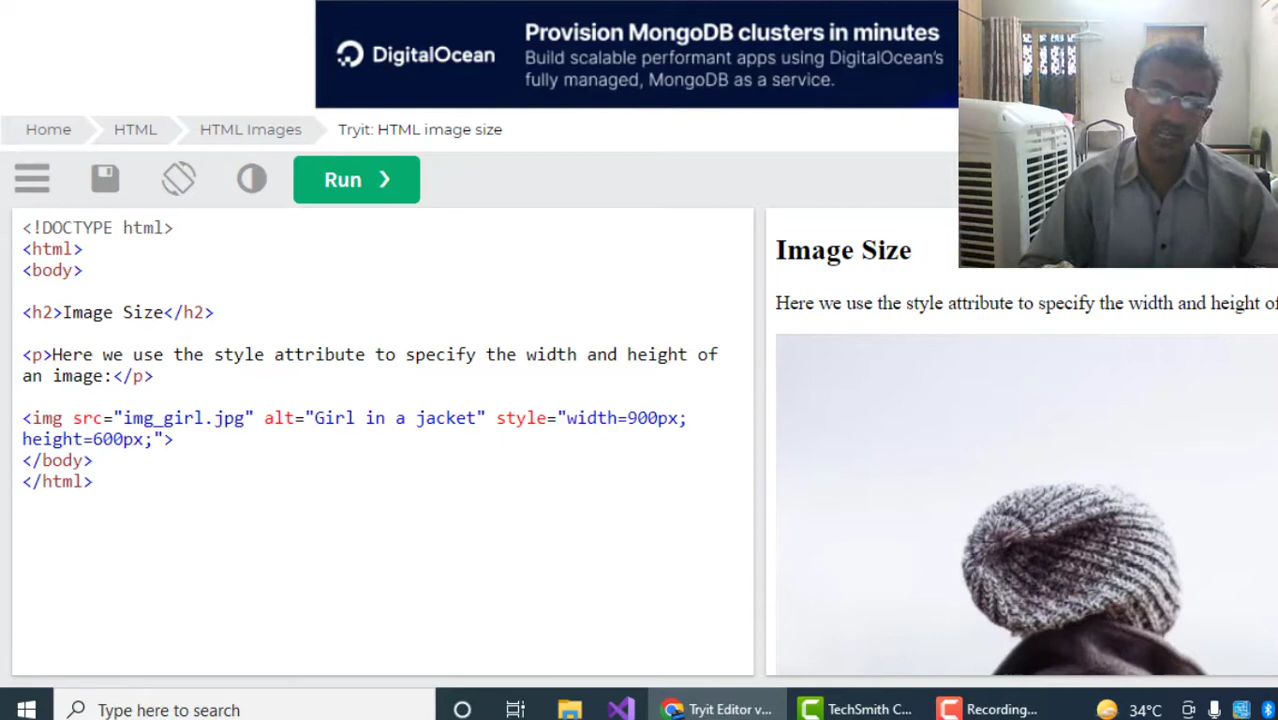 Provision MongoDB clusters in minutes
DigitalOcean
Build scalable performant apps using DigitalOcean's
fully managed, MongoDB as a service.
Home
HTML
HTML Images
Tryit: HTML image size
Run ❯
<!DOCTYPE html>
<html>
<body>
<h2>Image Size</h2>
<p>Here we use the style attribute to specify the width and height of
an image:</p>
<img src="img_girl.jpg" alt="Girl in a jacket" style="width=900px;
height=600px;">
</body>
</html>
Image Size
Here we use the style attribute to specify the width and height of
Type here to search
Tryit Editor v...
TechSmith C...
Recording...
34°C